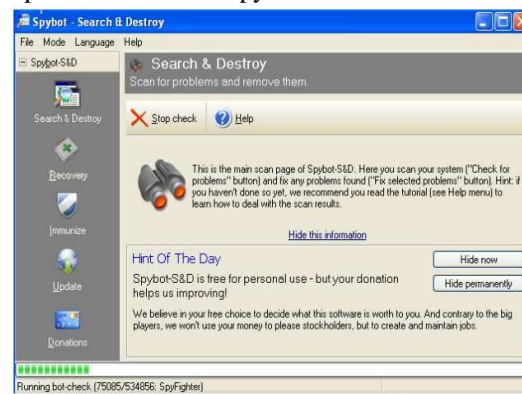 Spybot - Search & Destroy
File Mode Language Help
Spybot-S&D
Search & Destroy
Scan for problems and remove them.
Search & Destroy
Stop check
Help
Recovery
This is the main scan page of Spybot-S&D. Here you scan your system ("Check for
problems" button) and fix any problems found ("Fix selected problems" button). Hint: if
you haven't done so yet, we recommend you read the tutorial (see Help menu) to
learn how to deal with the scan results.
Immunize
Hide this information
Hint Of The Day
Hide now
Spybot-S&D is free for personal use - but your donation
helps us improving!
Hide permanently
Update
We believe in your free choice to decide what this software is worth to you. And contrary to the big
players, we won't use your money to please stockholders, but to create and maintain jobs.
Donations
Running bot-check (75085/534856: SpyFighter)